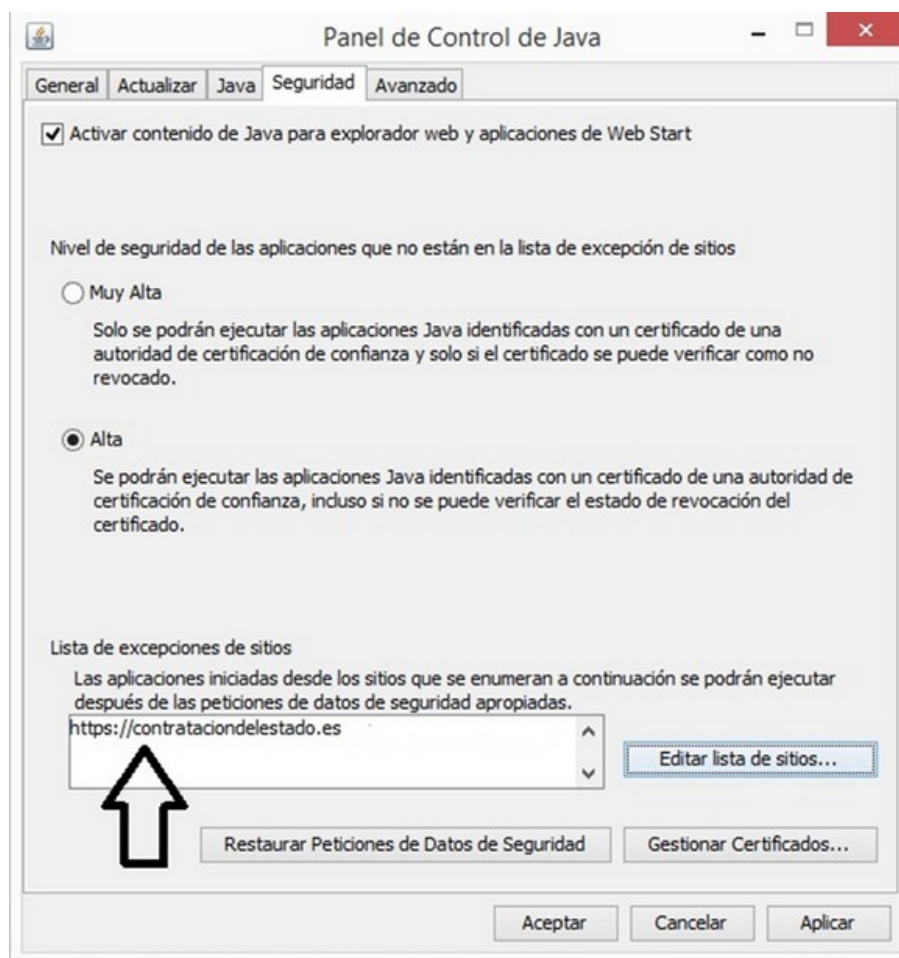 Panel de Control de Java
General Actualizar Java Seguridad Avanzado
Activar contenido de Java para explorador web y aplicaciones de Web Start
Nivel de seguridad de las aplicaciones que no están en la lista de excepción de sitios
Muy Alta
Solo se podrán ejecutar las aplicaciones Java identificadas con un certificado de una
autoridad de certificación de confianza y solo si el certificado se puede verificar como no
revocado.
Alta
Se podrán ejecutar las aplicaciones Java identificadas con un certificado de una autoridad de
certificación de confianza, incluso si no se puede verificar el estado de revocación del
certificado.
Lista de excepciones de sitios
Las aplicaciones iniciadas desde los sitios que se enumeran a continuación se podrán ejecutar
después de las peticiones de datos de seguridad apropiadas.
https://contrataciondelestado.es
Editar lista de sitios...
Restaurar Peticiones de Datos de Seguridad Gestionar Certificados...
Aceptar Cancelar Aplicar